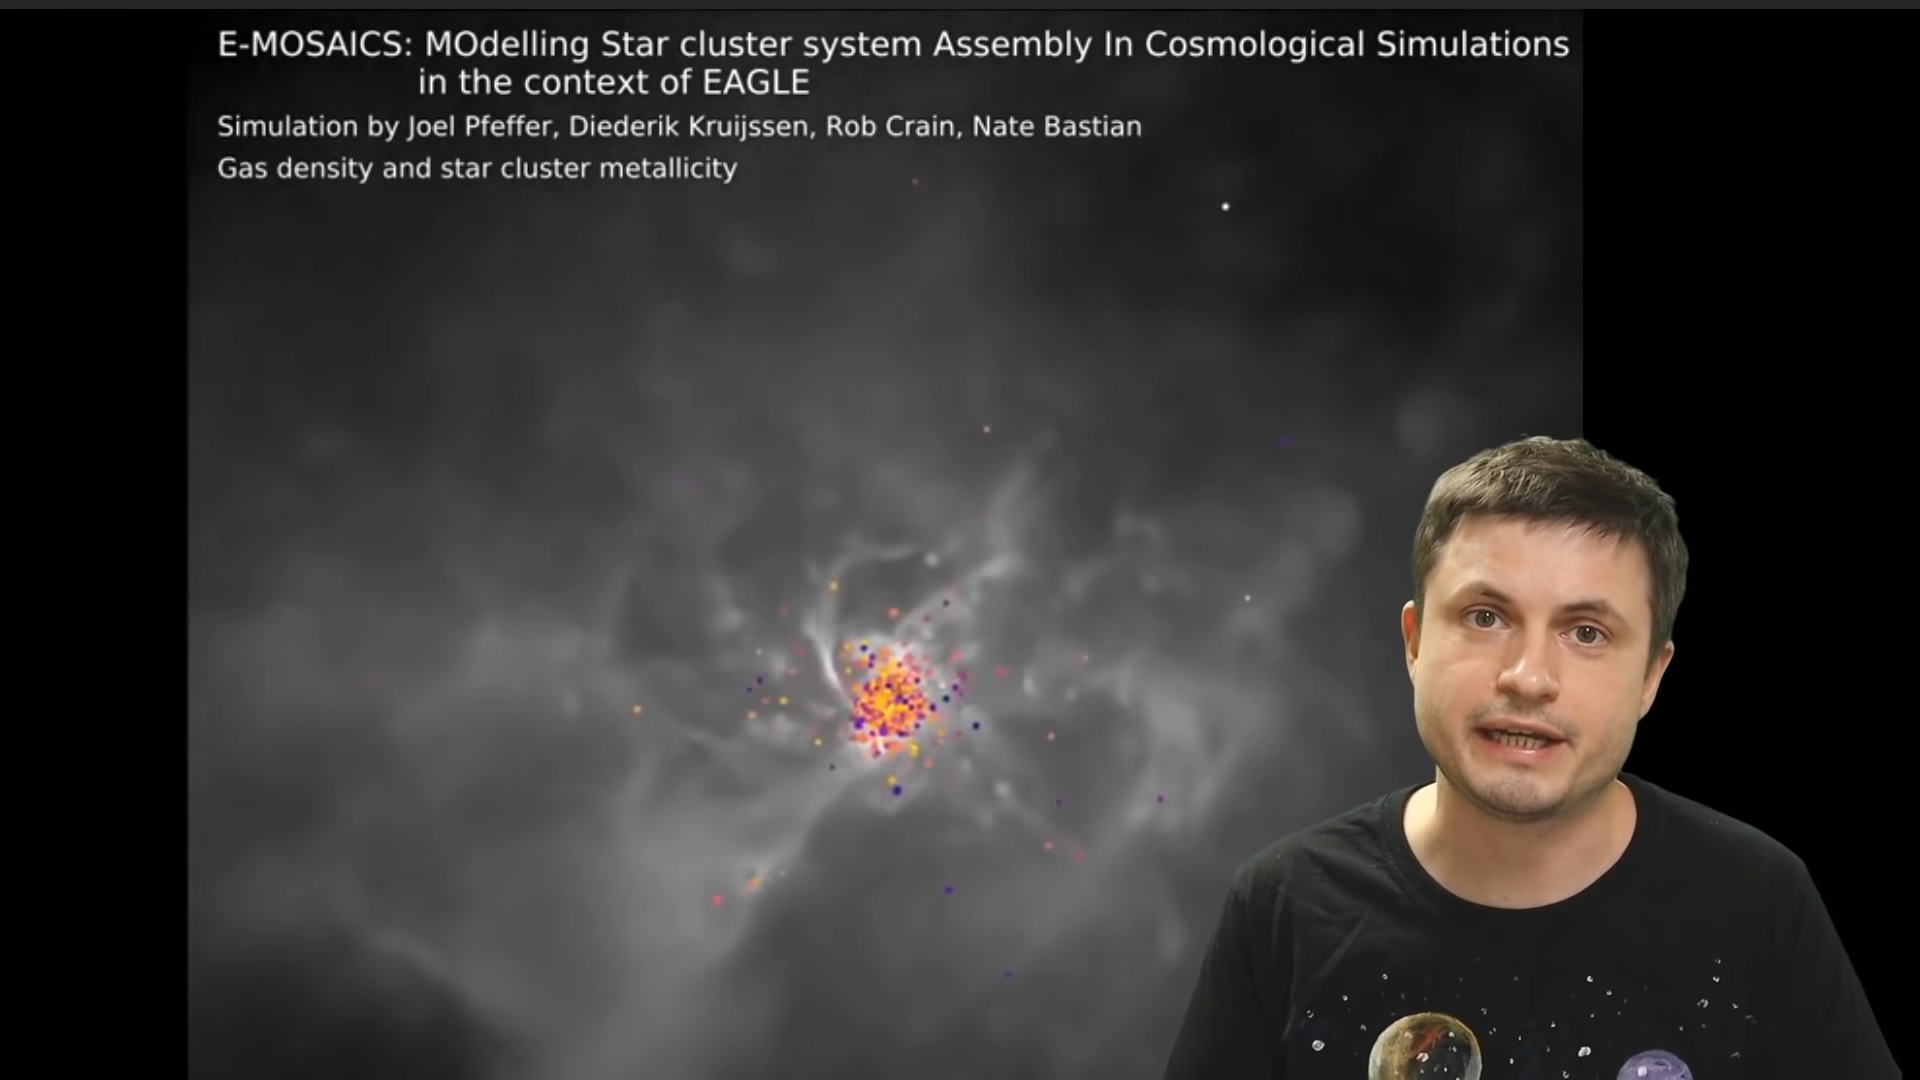 E-MOSAICS: MOdelling Star cluster system Assembly In Cosmological Simulations
in the context of EAGLE
Simulation by Joel Pfeffer, Diederik Kruijssen, Rob Crain, Nate Bastian
Gas density and star cluster metallicity